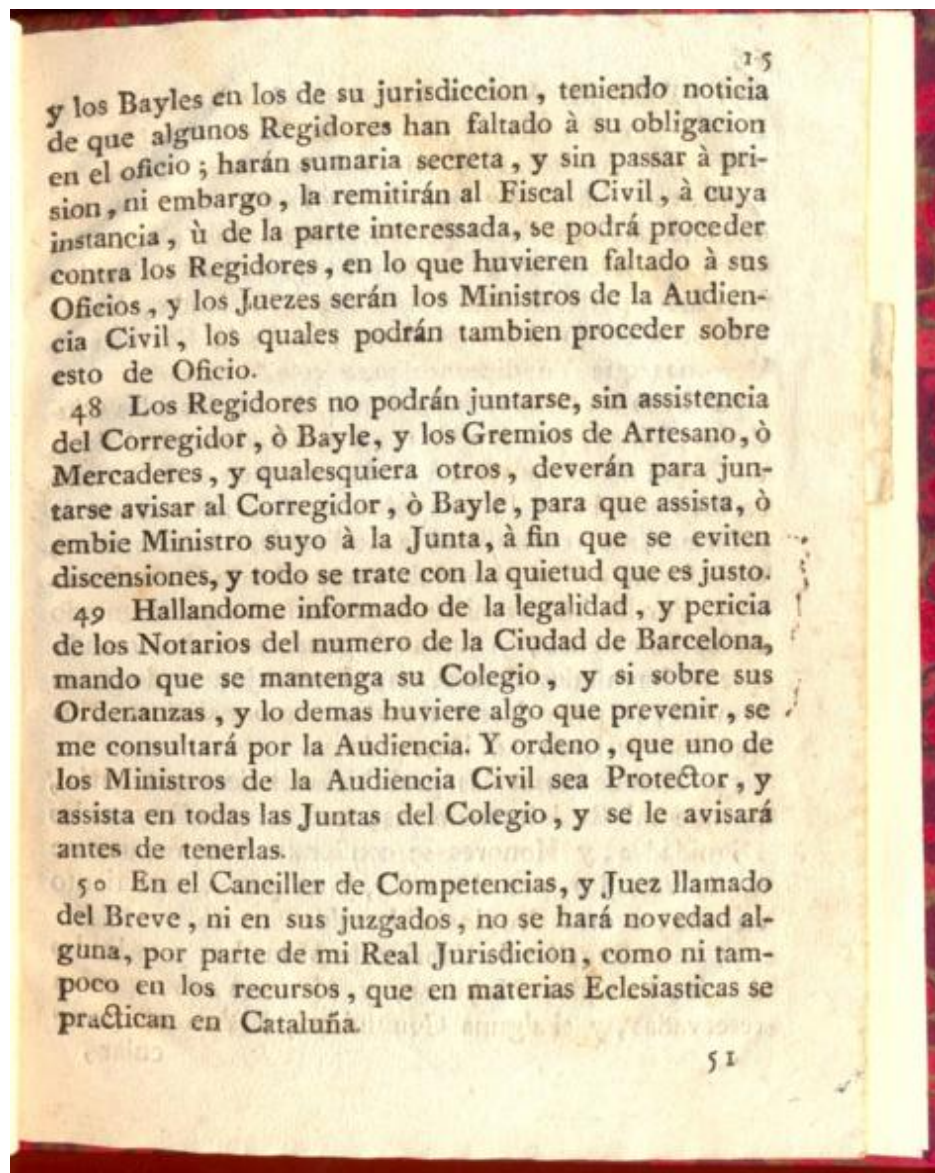 15
y los Bayles en los de su jurisdiccion, teniendo noticia
de que algunos Regidores han faltado à su obligacion
en el oficio; harán sumaria secreta, y sin passar à pri-
sion, ni embargo, la remitirán al Fiscal Civil, à cuya
instancia, ù de la parte interessada, se podrá proceder
contra los Regidores, en lo que huvieren faltado à sus
Oficios, y los Juezes serán los Ministros de la Audien-
cia Civil, los quales podrán tambien proceder sobre
esto de Oficio.
48 Los Regidores no podrán juntarse, sin assistencia
del Corregidor, ò Bayle, y los Gremios de Artesano, ò
Mercaderes, y qualesquiera otros, deverán para jun-
tarse avisar al Corregidor, ò Bayle, para que assista, ò
embie Ministro suyo à la Junta, à fin que se eviten
discensiones, y todo se trate con la quietud que es justo.
49 Hallandome informado de la legalidad, y pericia
de los Notarios del numero de la Ciudad de Barcelona,
mando que se mantenga su Colegio, y si sobre sus
Ordenanzas, y lo demas huviere algo que prevenir, se
me consultará por la Audiencia. Y ordeno, que uno de
los Ministros de la Audiencia Civil sea Protector, y
assista en todas las Juntas del Colegio, y se le avisará
antes de tenerlas.
50 En el Canciller de Competencias, y Juez llamado
del Breve, ni en sus juzgados, no se hará novedad al-
guna, por parte de mi Real Jurisdicion, como ni tam-
poco en los recursos, que en materias Eclesiasticas se
practican en Cataluña.
51